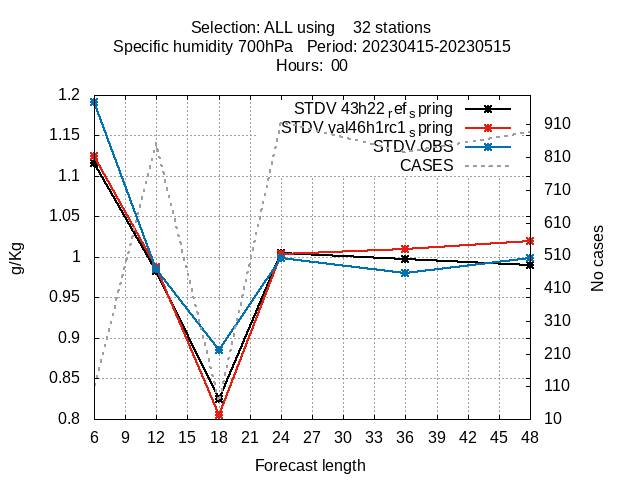 Selection: ALL using    32 stations
Specific humidity 700hPa   Period: 20230415-20230515
Hours:  00
STDV 43h22refspring
STDV val46h1rc1spring
STDV OBS
CASES
1.2
1.15
1.1
1.05
1
0.95
0.9
0.85
0.8
g/Kg
910
810
710
610
510
410
310
210
110
10
No cases
6 9 12 15 18 21 24 27 30 33 36 39 42 45 48
Forecast length